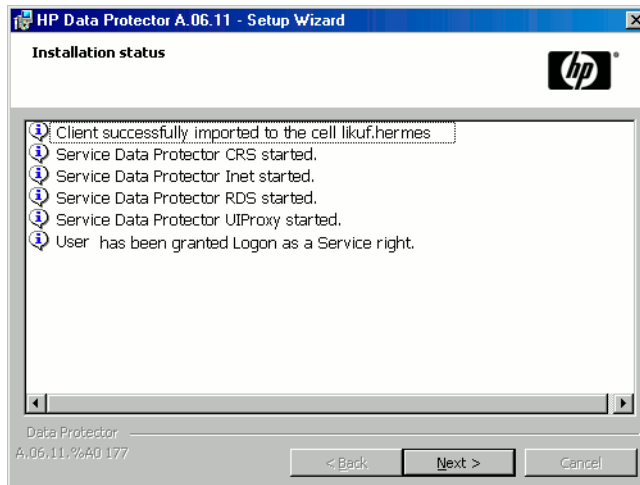 HP Data Protector A.06.11 - Setup Wizard
Installation status
hp
Client successfully imported to the cell likuf.hermes
Service Data Protector CRS started.
Service Data Protector Inet started.
Service Data Protector RDS started.
Service Data Protector UIProxy started.
User has been granted Logon as a Service right.
Data Protector
A.06.11.%A0 177
< Back
Next >
Cancel